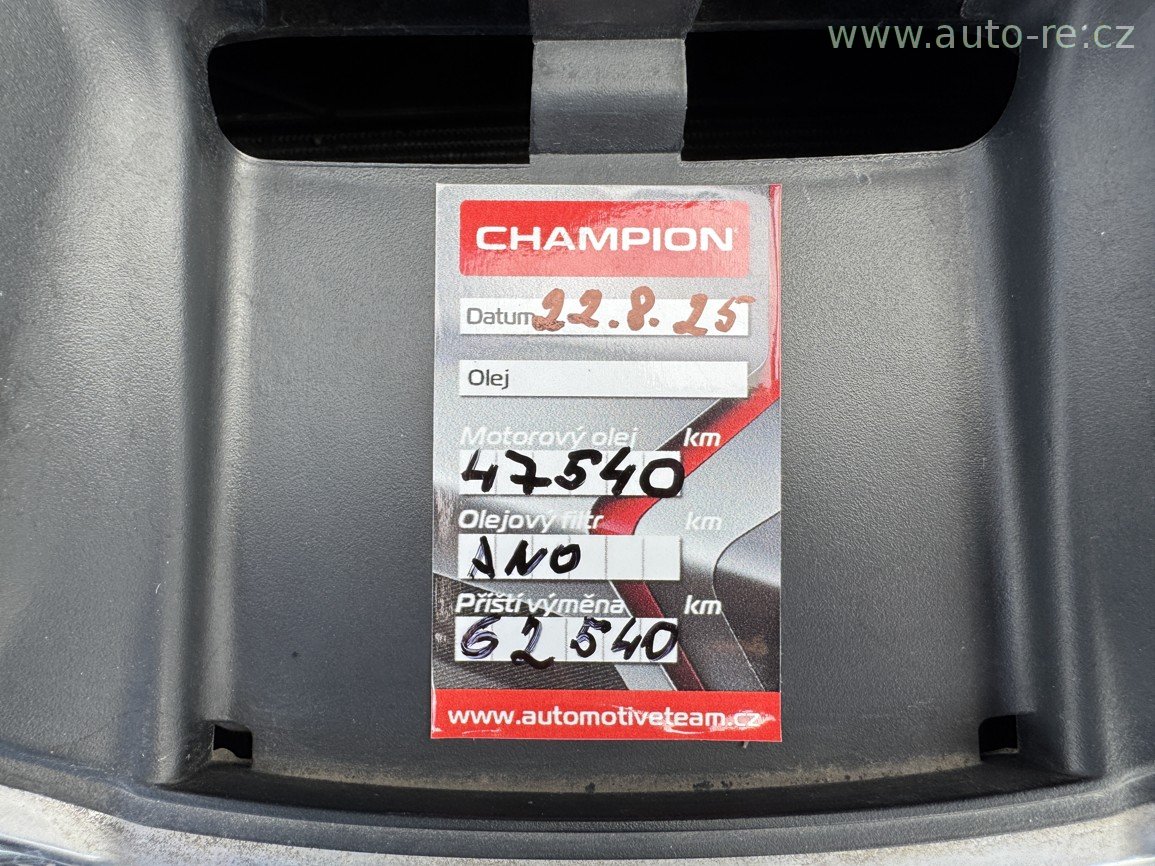 www.auto-re.cz
CHAMPION
Datum 22.8.25
Olej
Motorový olej km
47540
Olejový filtr km
ANO
Příští výměna km
62540
www.automotiveteam.cz